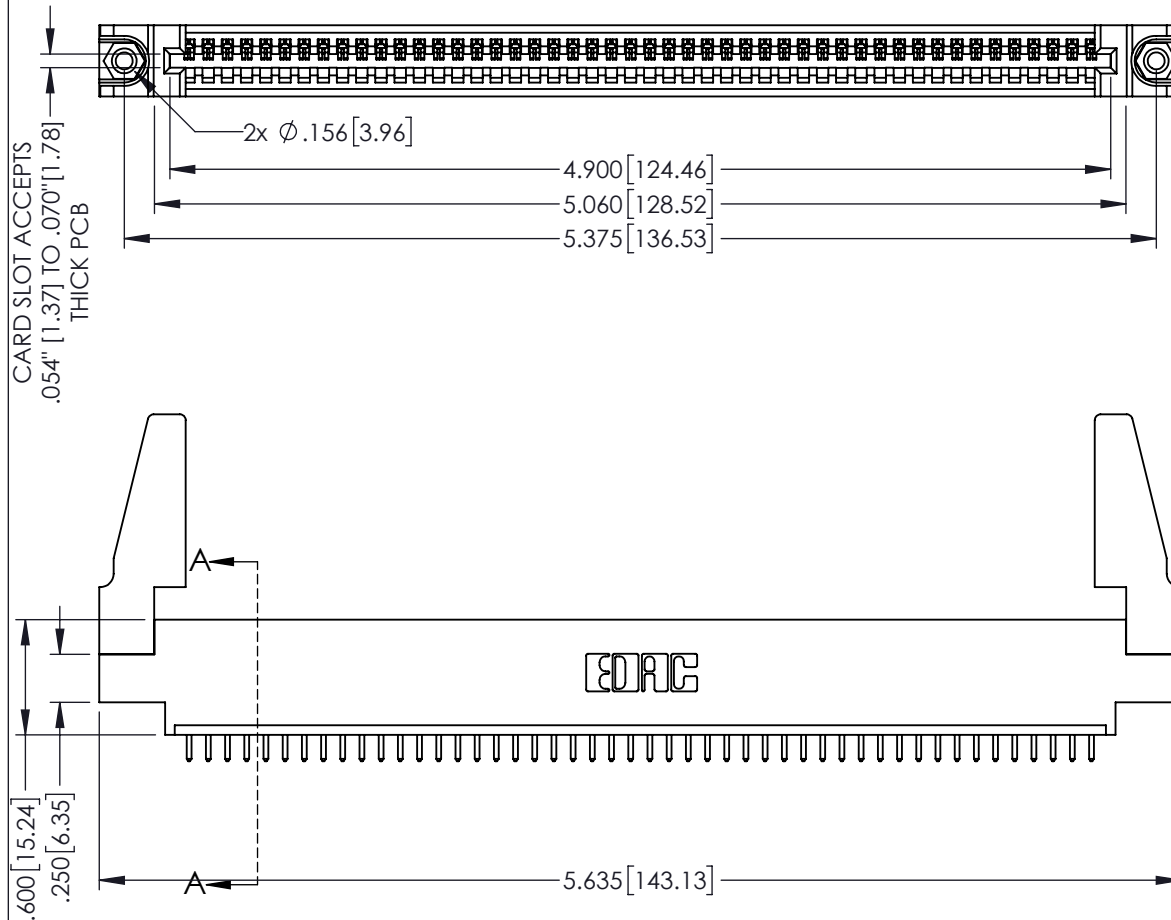 2x Ø .156[3.96]
4.900[124.46]
5.060[128.52]
5.375[136.53]
CARD SLOT ACCEPTS
.054" [1.37] TO .070"[1.78]
THICK PCB
A
EDAC
.600[15.24]
.250[6.35]
A
5.635[143.13]